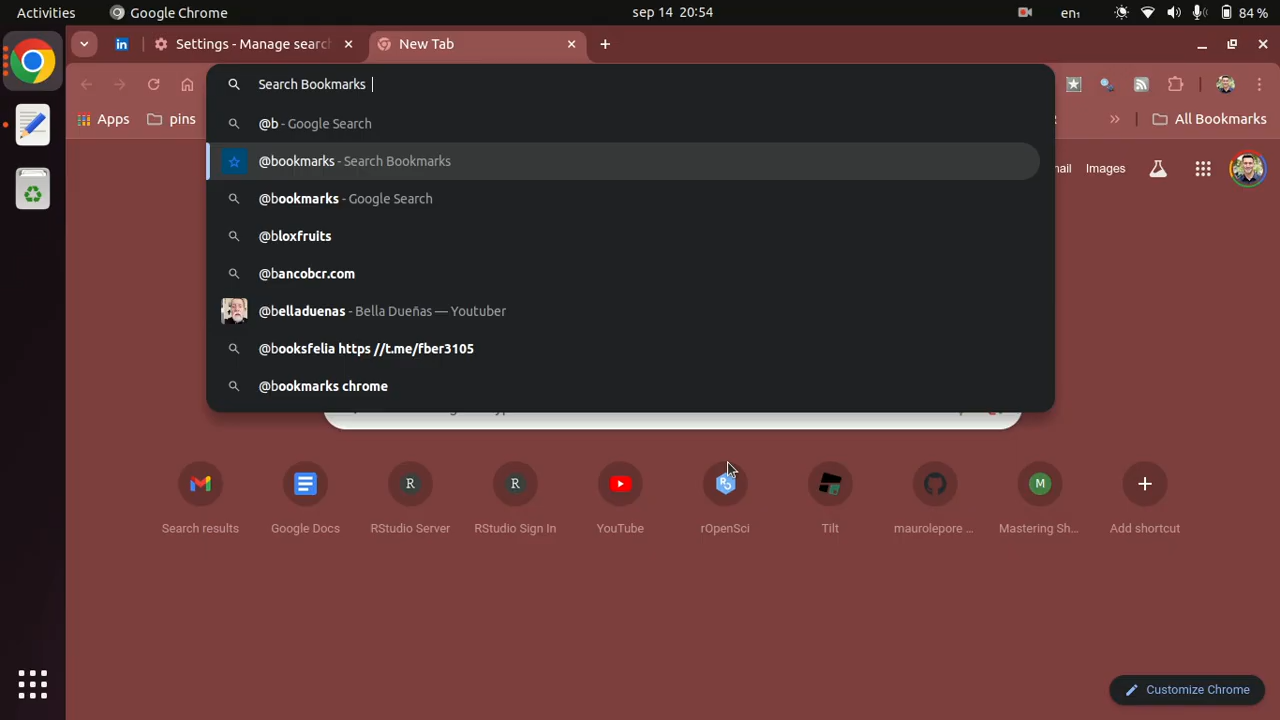 Activities
Google Chrome
sep 14 20:54
en₁
84 %
in
Settings - Manage search
New Tab
Search Bookmarks
Apps
pins
»
All Bookmarks
@b - Google Search
@bookmarks - Search Bookmarks
@bookmarks - Google Search
@bloxfruits
@bancobcr.com
@belladuenas - Bella Dueñas — Youtuber
@booksfelia https //t.me/fber3105
@bookmarks chrome
Images
R
R
M
Search results
Google Docs
RStudio Server
RStudio Sign In
YouTube
rOpenSci
Tilt
maurolepore ...
Mastering Sh...
Add shortcut
Customize Chrome